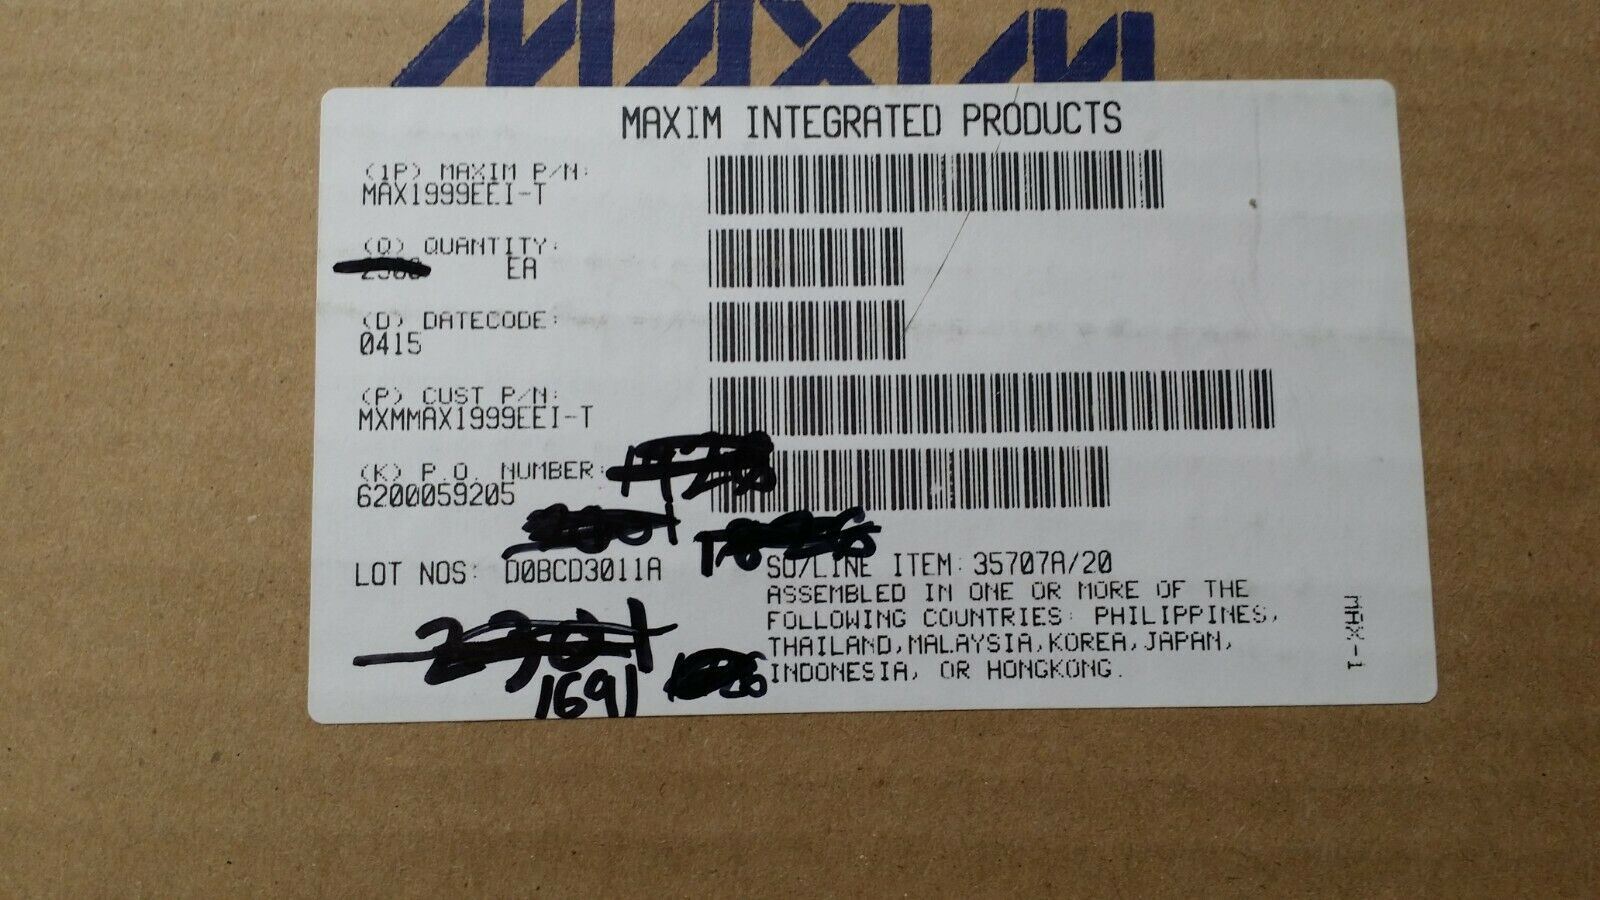 MAXIM
MAXIM INTEGRATED PRODUCTS
(1P) MAXIM P/N:
MAX1999EEI-T
(Q) QUANTITY:
EA
(D) DATECODE:
0415
(P) CUST P/N:
MXMMAX1999EEI-T
(K) P.O. NUMBER:
6200059205
LOT NOS: D0BCD3011A
SO/LINE ITEM: 35707A/20
ASSEMBLED IN ONE OR MORE OF THE
FOLLOWING COUNTRIES: PHILIPPINES,
THAILAND,MALAYSIA,KOREA,JAPAN,
INDONESIA, OR HONGKONG.
MAX-1
2301
1691